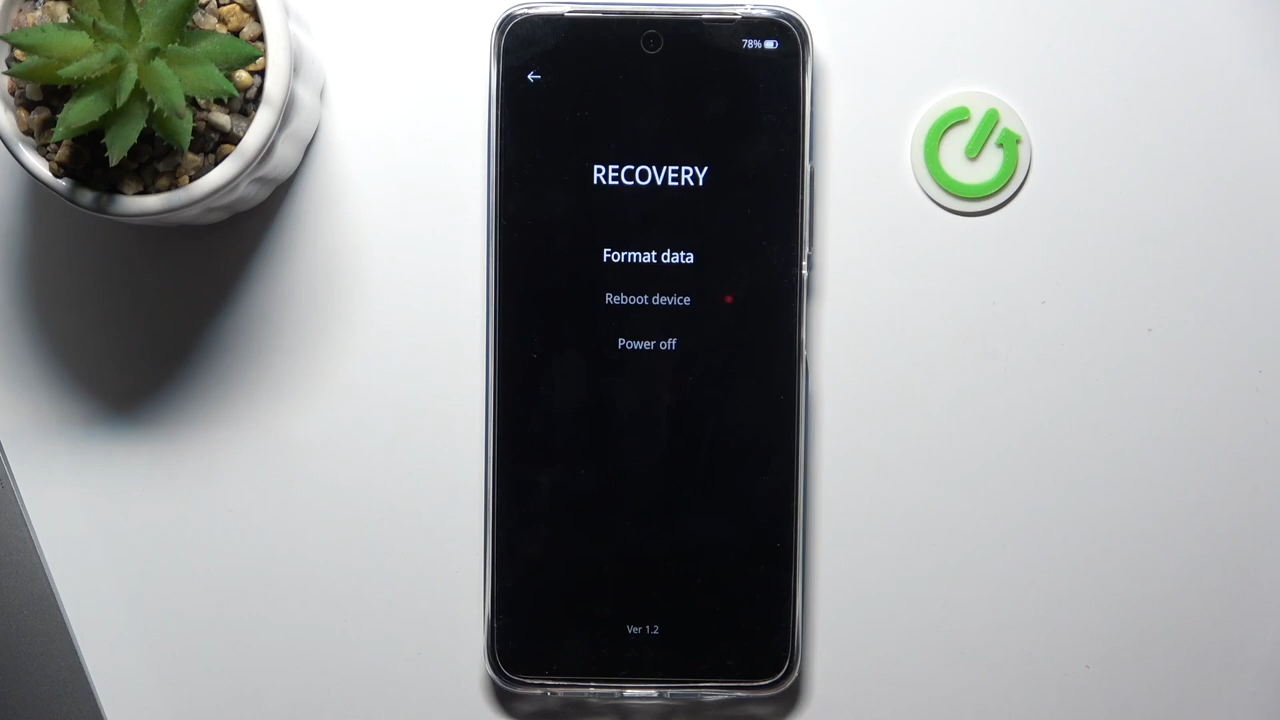 78%
RECOVERY
Format data
Reboot device
Power off
Ver 1.2